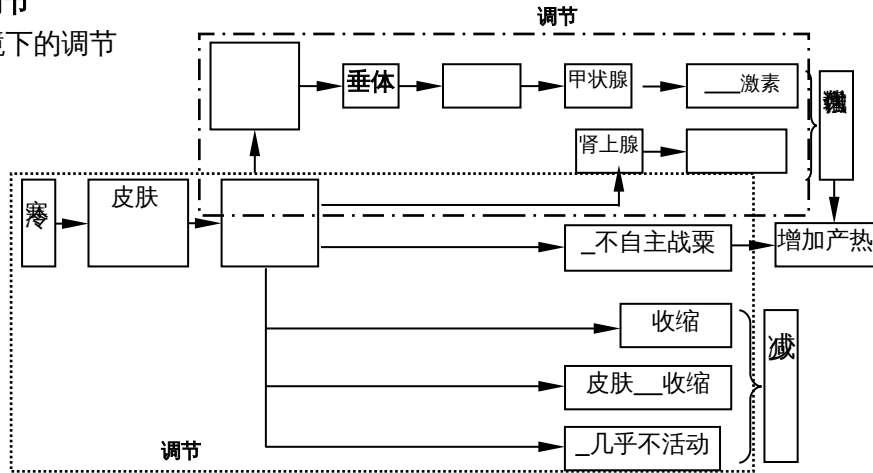 调节
境下的调节
调节
垂体
甲状腺
___激素
肾上腺
寒冷
皮肤
_不自主战粟
增加产热
收缩
减少
皮肤__收缩
_几乎不活动
调节